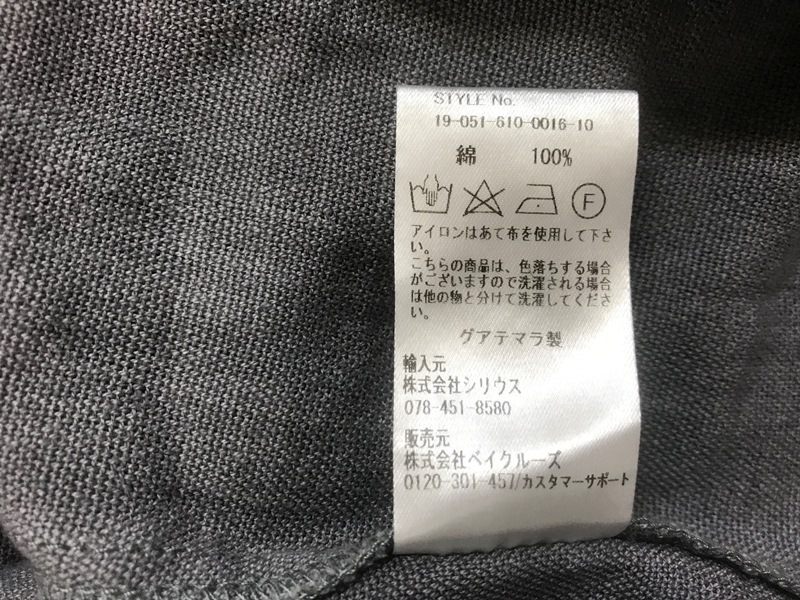 STYLE No.
19-051-610-0016-10
綿 100%
F
アイロンはあて布を使用して下さ
い。
こちらの商品は、色落ちする場合
がございますので洗濯される場合
は他の物と分けて洗濯してくださ
い。
グアテマラ製
輸入元
株式会社シリウス
078-451-8580
販売元
株式会社ベイクルーズ
0120-301-457/カスタマーサポート